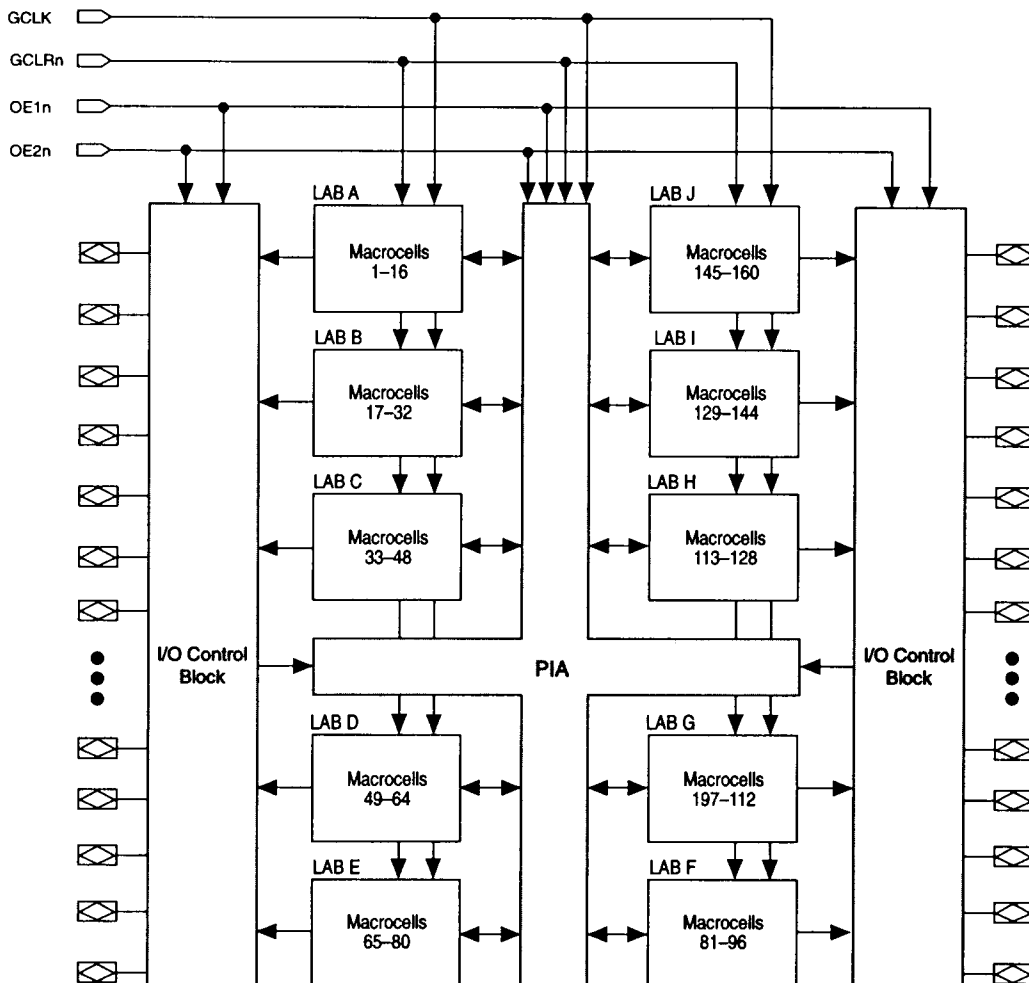 GCLK
GCLRn
OE1n
OE2n
LAB A
LAB J
Macrocells
1–16
Macrocells
145–160
LAB B
LAB I
Macrocells
17–32
Macrocells
129–144
LAB C
LAB H
Macrocells
33–48
Macrocells
113–128
I/O Control
Block
PIA
I/O Control
Block
LAB D
LAB G
Macrocells
49–64
Macrocells
197–112
LAB E
LAB F
Macrocells
65–80
Macrocells
81–96